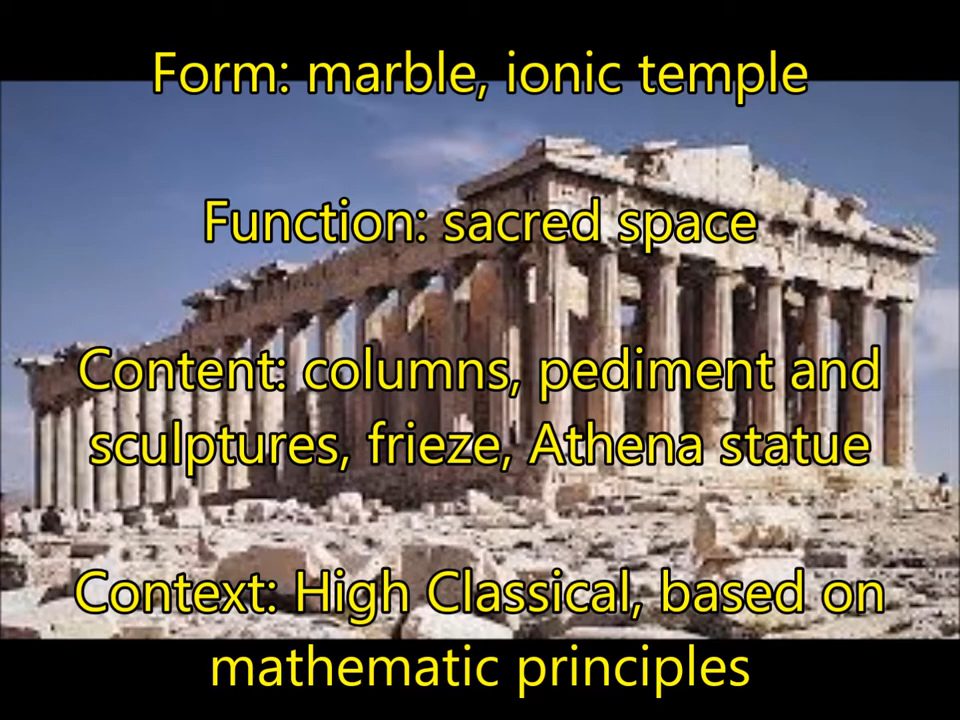 Form: marble, ionic temple
Function: sacred space
Content: columns, pediment and
sculptures, frieze, Athena statue
Context: High Classical, based on
mathematic principles